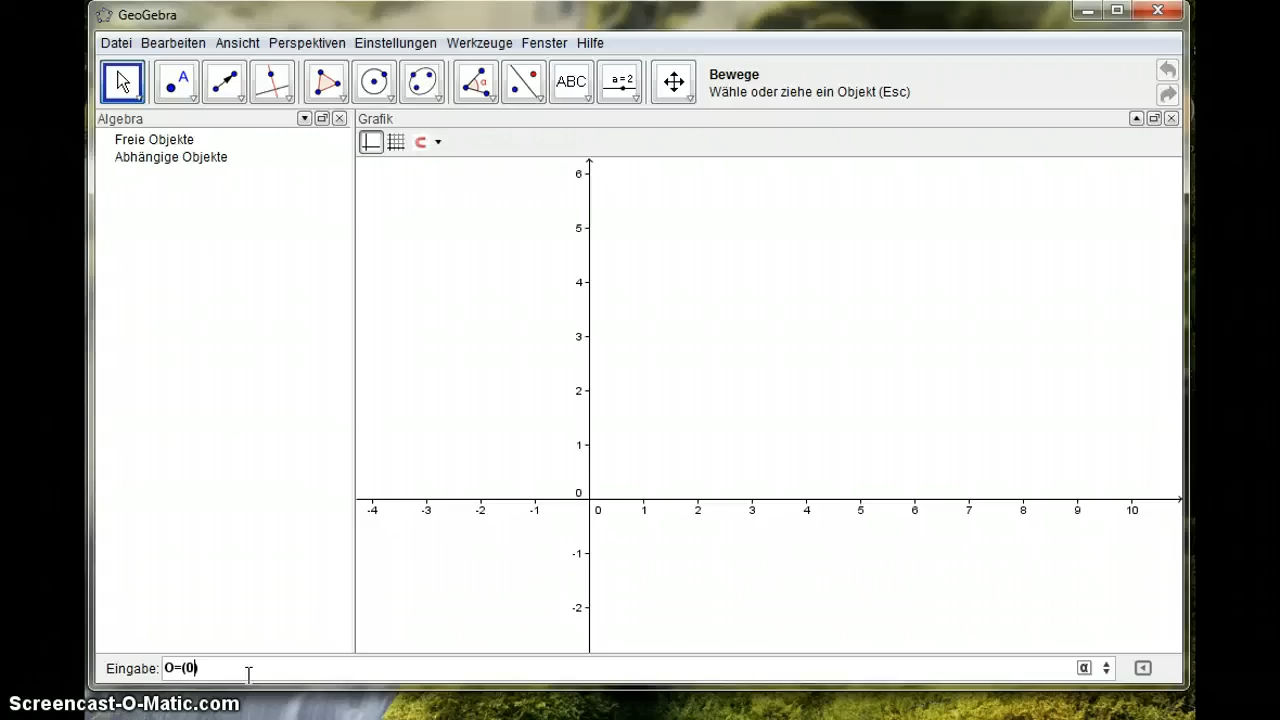 GeoGebra
Datei Bearbeiten Ansicht Perspektiven Einstellungen Werkzeuge Fenster Hilfe
A
α
ABC
a = 2
Bewege
Wähle oder ziehe ein Objekt (Esc)
Algebra
Grafik
Freie Objekte
Abhängige Objekte
6
5
4
3
2
1
0
-4 -3 -2 -1 0 1 2 3 4 5 6 7 8 9 10
-1
-2
Eingabe: O=(0)
α
Screencast-O-Matic.com